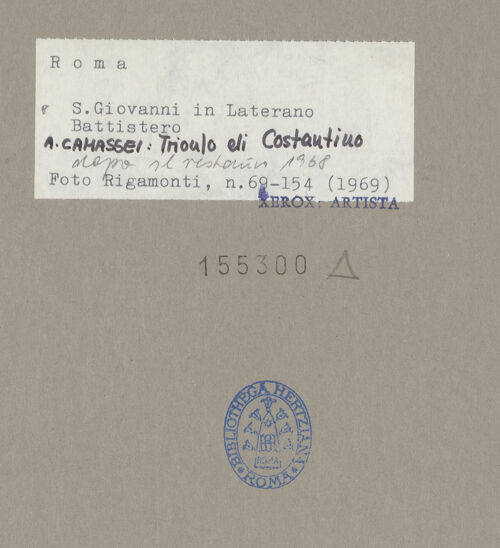 Roma
S.Giovanni in Laterano
Battistero
A. CAMASSEI: Trionfo di Costantino
dopo il restauro 1968
Foto Rigamonti, n.69-154 (1969)
XEROX: ARTISTA
155300 △
BIBLIOTHECA HERTZIANA
ROMA
ROMA